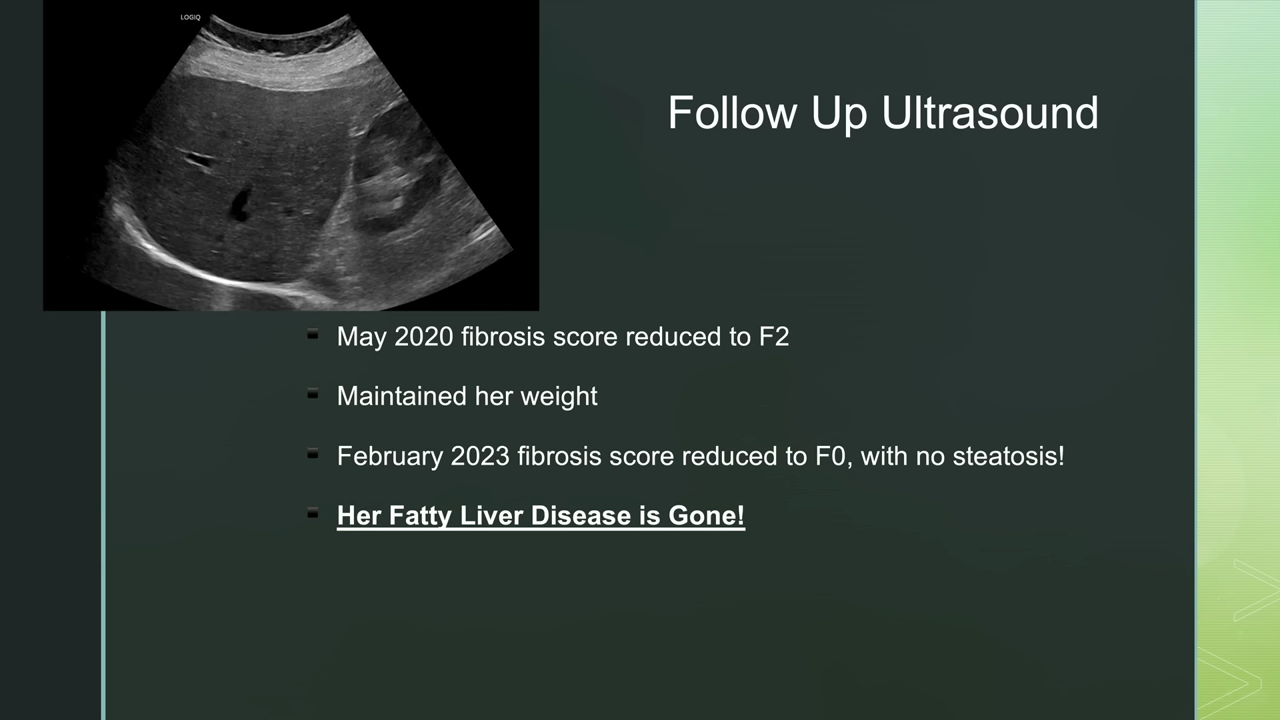 LOGIQ
Follow Up Ultrasound
May 2020 fibrosis score reduced to F2
Maintained her weight
February 2023 fibrosis score reduced to F0, with no steatosis!
Her Fatty Liver Disease is Gone!